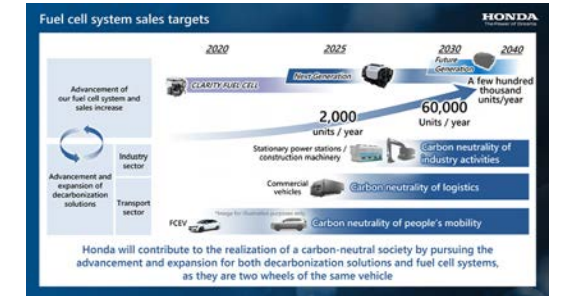 Fuel cell system sales targets
HONDA
The Power of Dreams
2020
2025
2030
2040
Advancement of
our fuel cell system and
sales increase
CLARITY FUEL CELL
Next Generation
Future
Generation
A few hundred
thousand
units/year
2,000
units / year
60,000
Units / year
Advancement and
expansion of
decarbonization
solutions
Industry
sector
Transport
sector
Stationary power stations /
construction machinery
Carbon neutrality of
industry activities
Commercial
vehicles
Carbon neutrality of logistics
*Image for illustrated purposes only
FCEV
Carbon neutrality of people's mobility
Honda will contribute to the realization of a carbon-neutral society by pursuing the
advancement and expansion for both decarbonization solutions and fuel cell systems,
as they are two wheels of the same vehicle